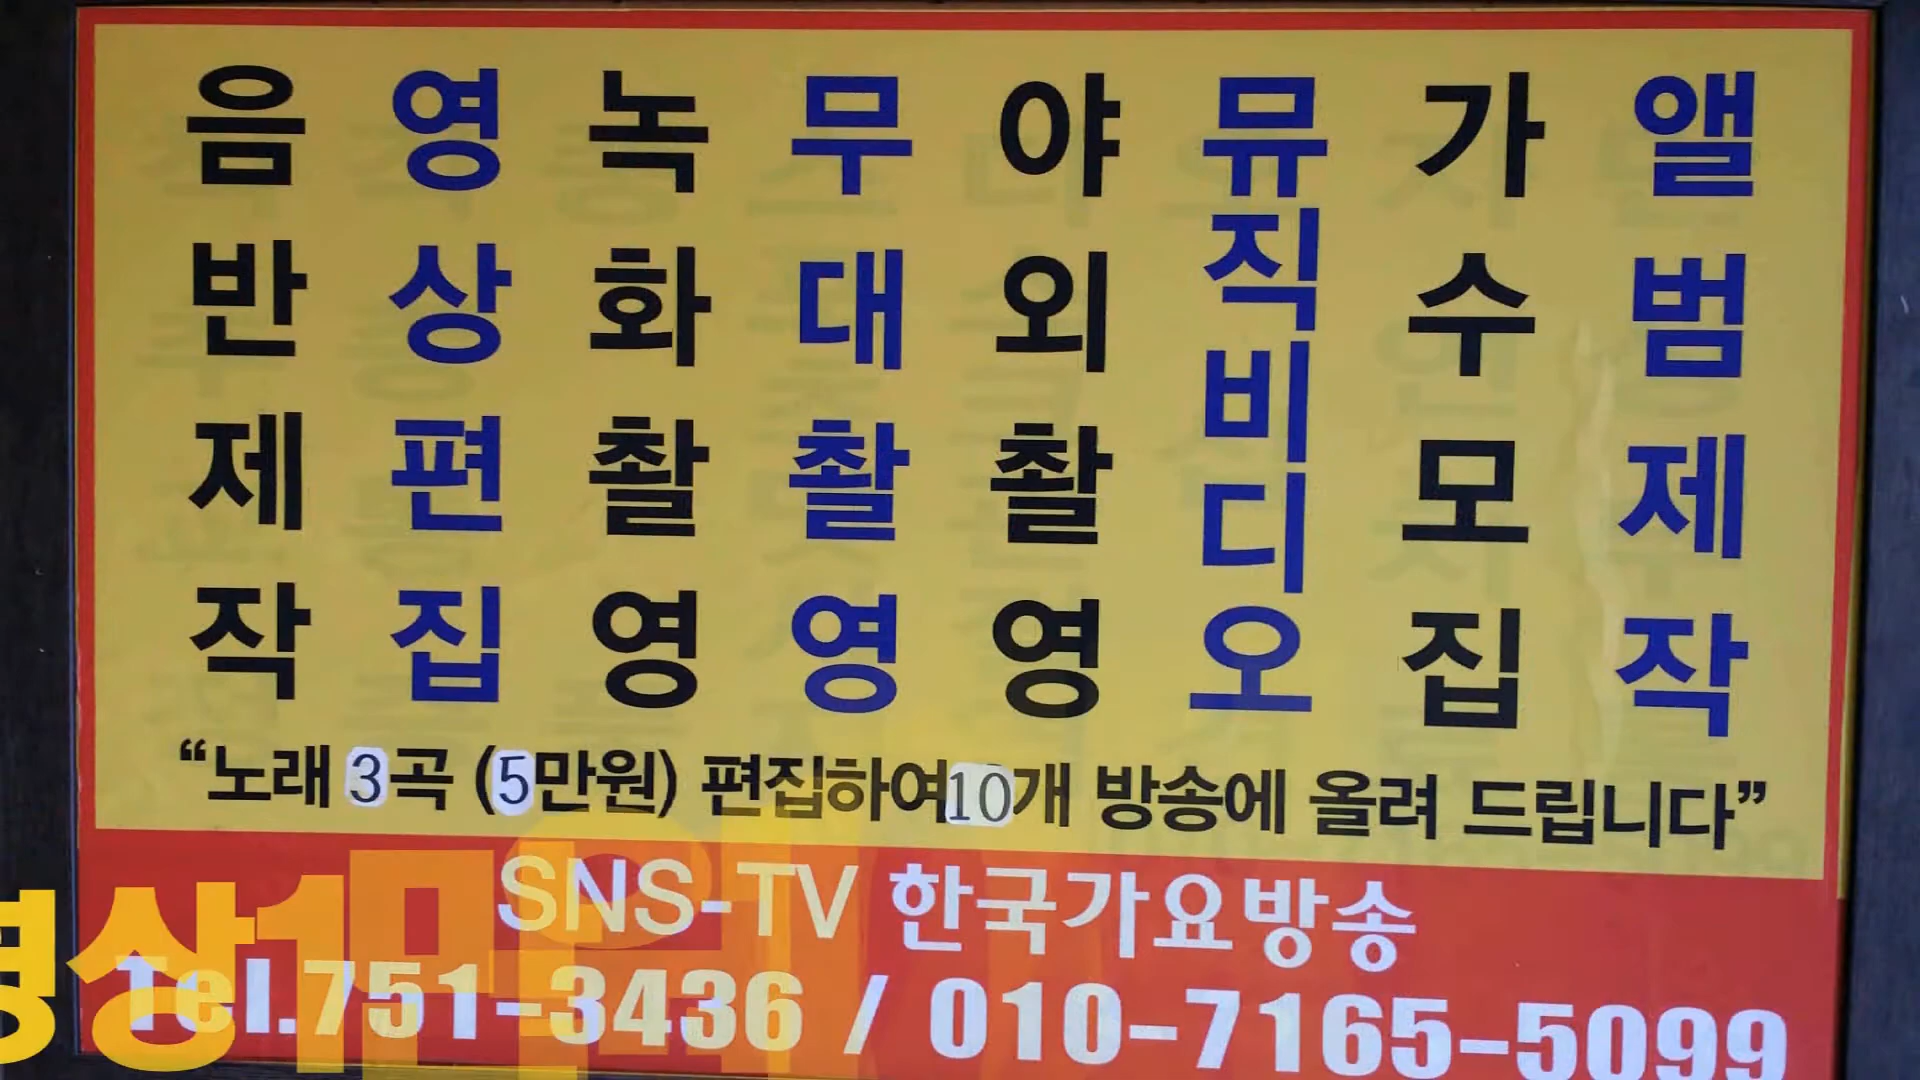 음반제작
영상편집
녹화촬영
무대촬영
야외촬영
뮤직비디오
가수모집
앨범제작
“노래 3곡 (5만원) 편집하여 10개 방송에 올려 드립니다”
SNS-TV 한국가요방송
Tel.751-3436 / 010-7165-5099
영상